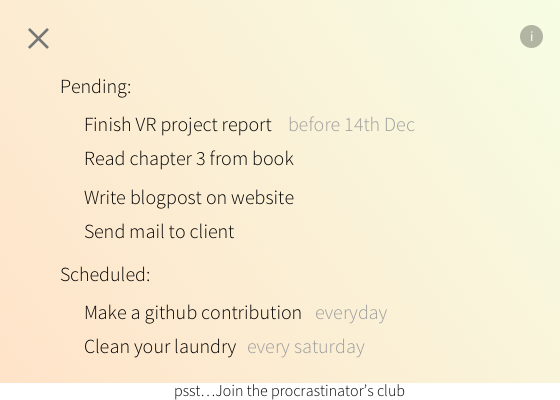 i
Pending:
Finish VR project report before 14th Dec
Read chapter 3 from book
Write blogpost on website
Send mail to client
Scheduled:
Make a github contribution everyday
Clean your laundry every saturday
psst...Join the procrastinator's club